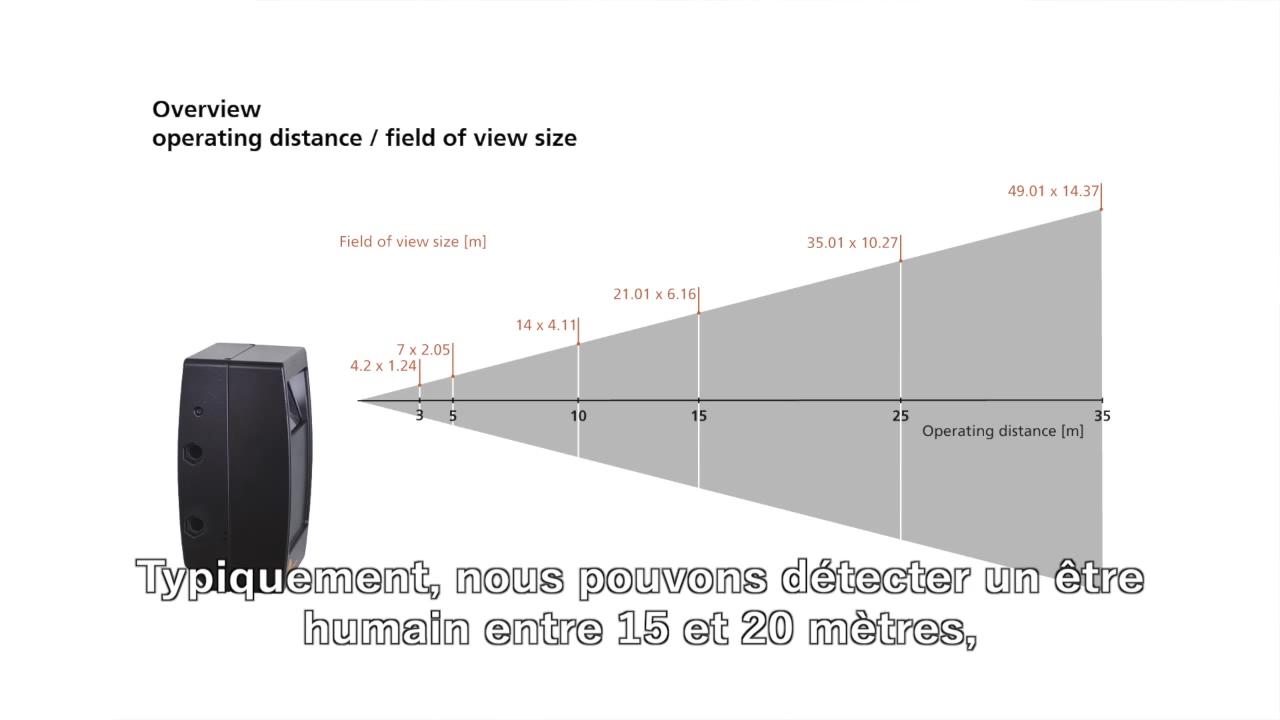 Overview
operating distance / field of view size
49.01 x 14.37
Field of view size [m]
35.01 x 10.27
21.01 x 6.16
14 x 4.11
7 x 2.05
4.2 x 1.24
3 5 10 15 25 35
Operating distance [m]
Typiquement, nous pouvons détecter un être
humain entre 15 et 20 mètres,